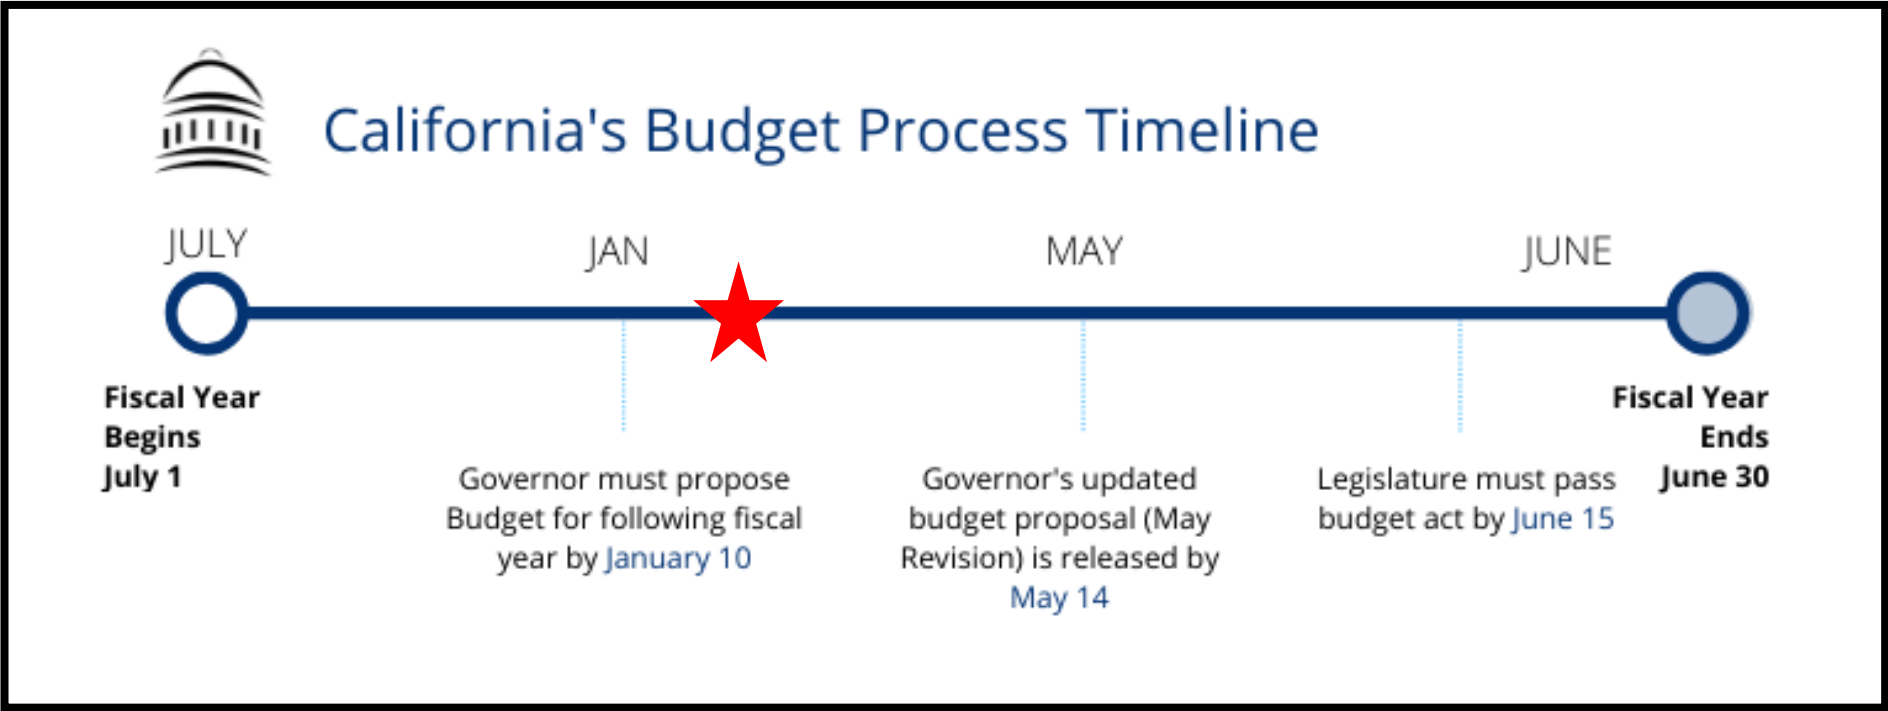 California's Budget Process Timeline
JULY
JAN
MAY
JUNE
Fiscal Year
Begins
July 1
Governor must propose
Budget for following fiscal
year by January 10
Governor's updated
budget proposal (May
Revision) is released by
May 14
Legislature must pass
budget act by June 15
Fiscal Year
Ends
June 30